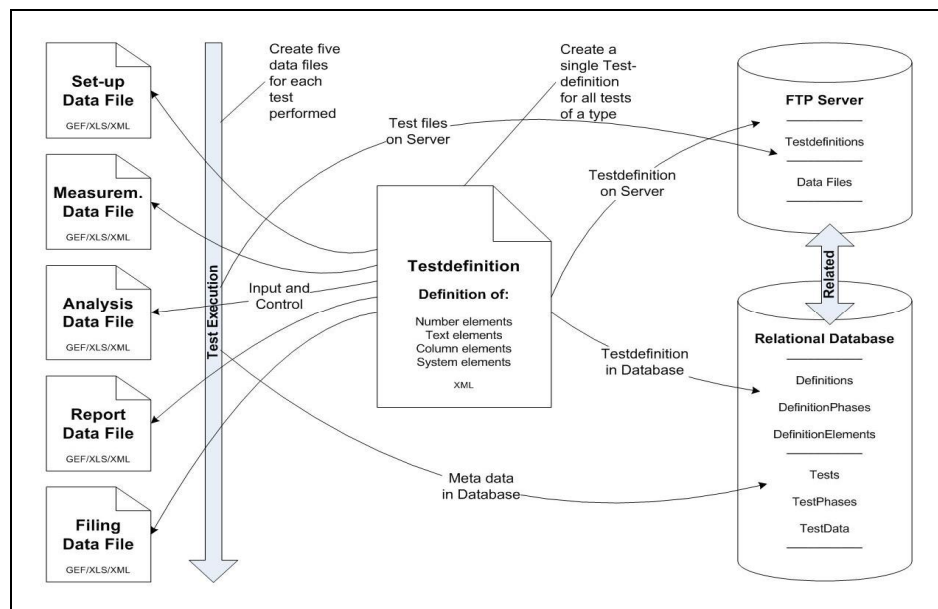 Set-up
Data File
GEF/XLS/XML
Measurem.
Data File
GEF/XLS/XML
Analysis
Data File
GEF/XLS/XML
Report
Data File
GEF/XLS/XML
Filing
Data File
GEF/XLS/XML
Test Execution
Create five
data files
for each
test
performed
Test files
on Server
Input and
Control
Meta data
in Database
Create a
single Test-
definition
for all tests
of a type
Testdefinition
Definition of:
Number elements
Text elements
Column elements
System elements
XML
Testdefinition
on Server
Testdefinition
in Database
FTP Server
Testdefinitions
Data Files
Related
Relational Database
Definitions
DefinitionPhases
DefinitionElements
Tests
TestPhases
TestData